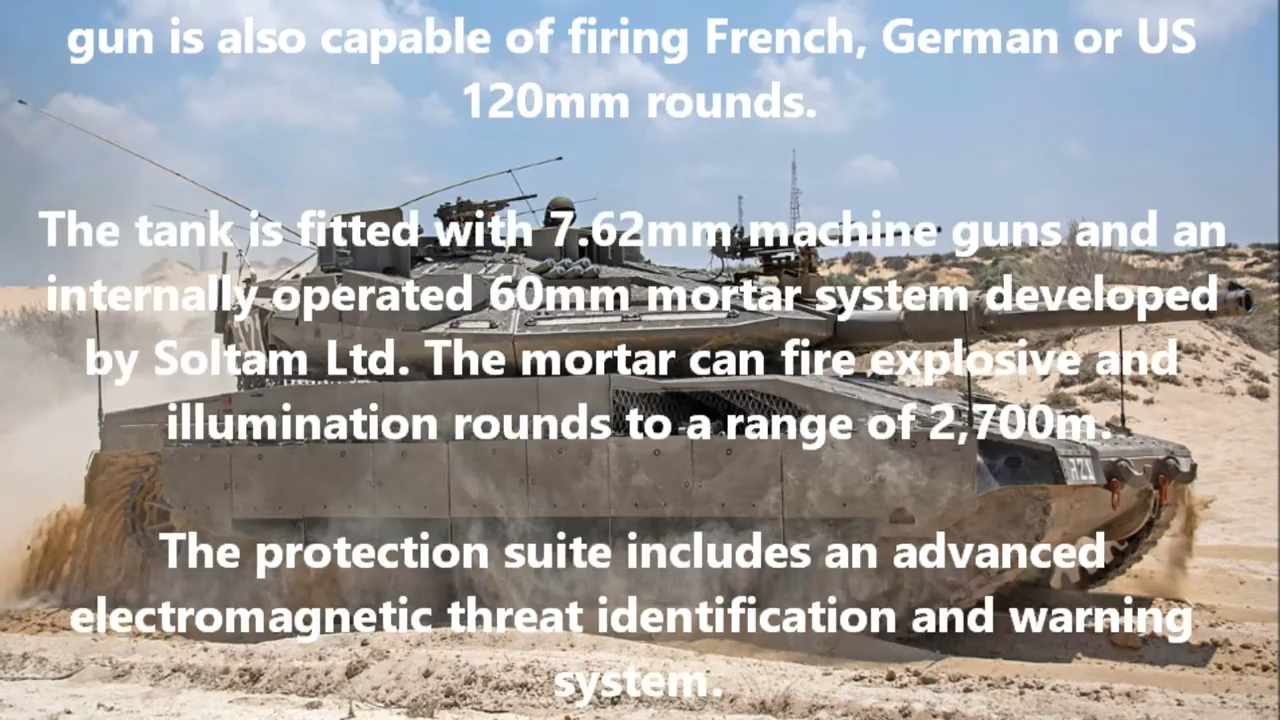 gun is also capable of firing French, German or US
120mm rounds.
The tank is fitted with 7.62mm machine guns and an
internally operated 60mm mortar system developed
by Soltam Ltd. The mortar can fire explosive and
illumination rounds to a range of 2,700m.
The protection suite includes an advanced
electromagnetic threat identification and warning
system.